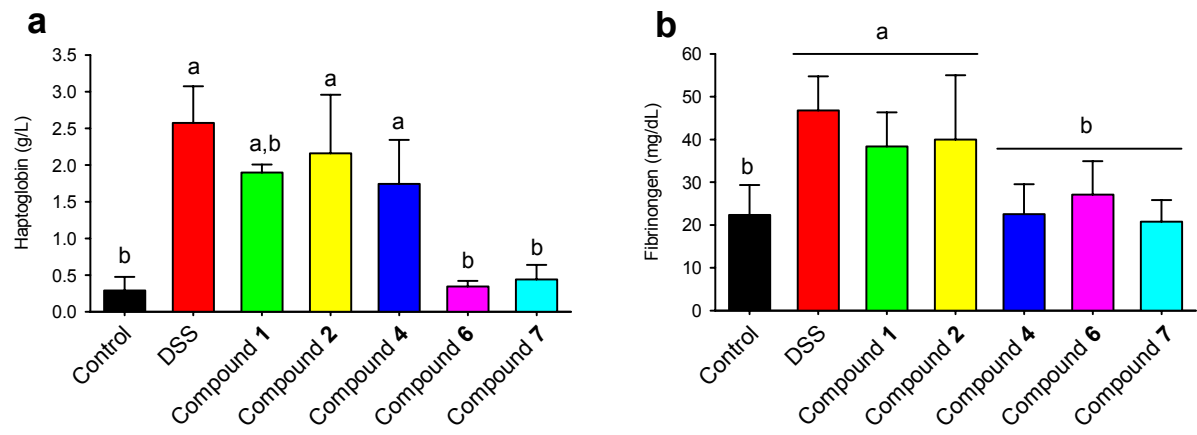 a
Haptoglobin (g/L)
3.5
3.0
2.5
2.0
1.5
1.0
0.5
0.0
b
a
a,b
a
a
b
b
Control
DSS
Compound 1
Compound 2
Compound 4
Compound 6
Compound 7
b
Fibrinongen (mg/dL)
60
50
40
30
20
10
0
b
a
b
Control
DSS
Compound 1
Compound 2
Compound 4
Compound 6
Compound 7